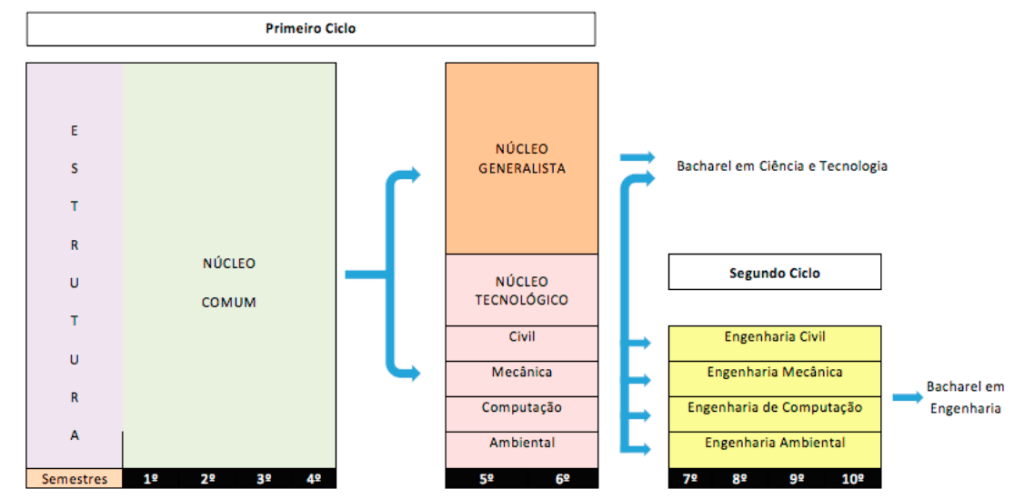 Primeiro Ciclo
E
S
T
R
U
T
U
R
A
NÚCLEO
COMUM
NÚCLEO
GENERALISTA
NÚCLEO
TECNOLÓGICO
Civil
Mecânica
Computação
Ambiental
Bacharel em Ciência e Tecnologia
Segundo Ciclo
Engenharia Civil
Engenharia Mecânica
Engenharia de Computação
Engenharia Ambiental
Bacharel em
Engenharia
Semestres 1º 2º 3º 4º 5º 6º 7º 8º 9º 10º